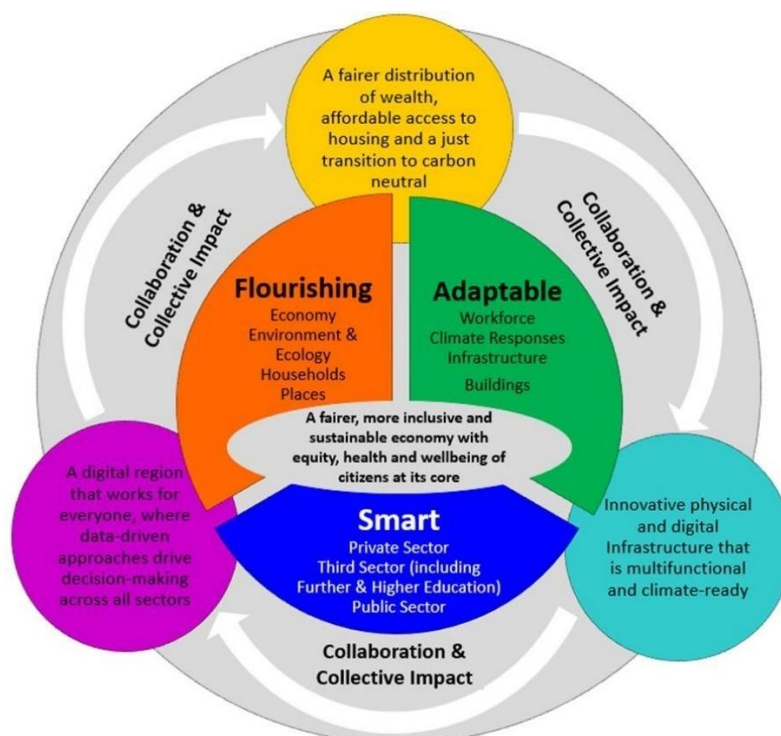 A fairer distribution
of wealth,
affordable access to
housing and a just
transition to carbon
neutral
Collaboration &
Collective Impact
Collaboration &
Collective Impact
Flourishing
Economy
Environment &
Ecology
Households
Places
Adaptable
Workforce
Climate Responses
Infrastructure
Buildings
A fairer, more inclusive and
sustainable economy with
equity, health and wellbeing of
citizens at its core
A digital region
that works for
everyone, where
data-driven
approaches drive
decision-making
across all sectors
Smart
Private Sector
Third Sector (including
Further & Higher Education)
Public Sector
Innovative physical
and digital
Infrastructure that
is multifunctional
and climate-ready
Collaboration &
Collective Impact